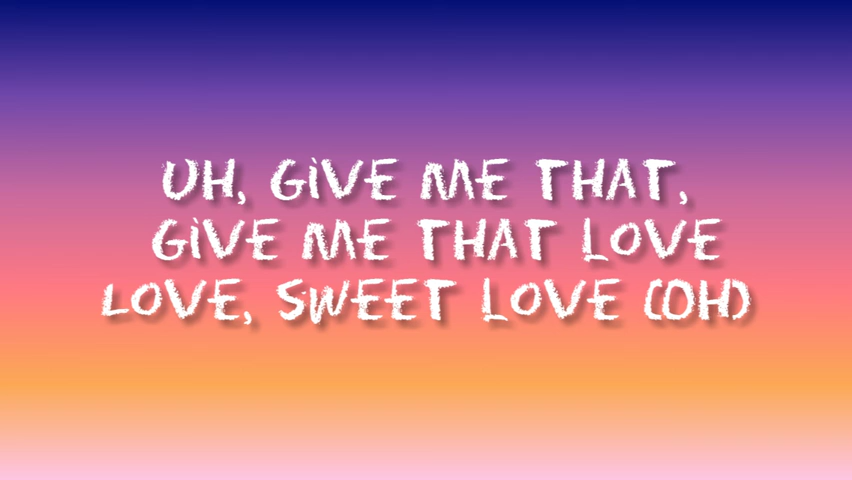 UH, GIVE ME THAT,
GIVE ME THAT LOVE
LOVE, SWEET LOVE (OH)